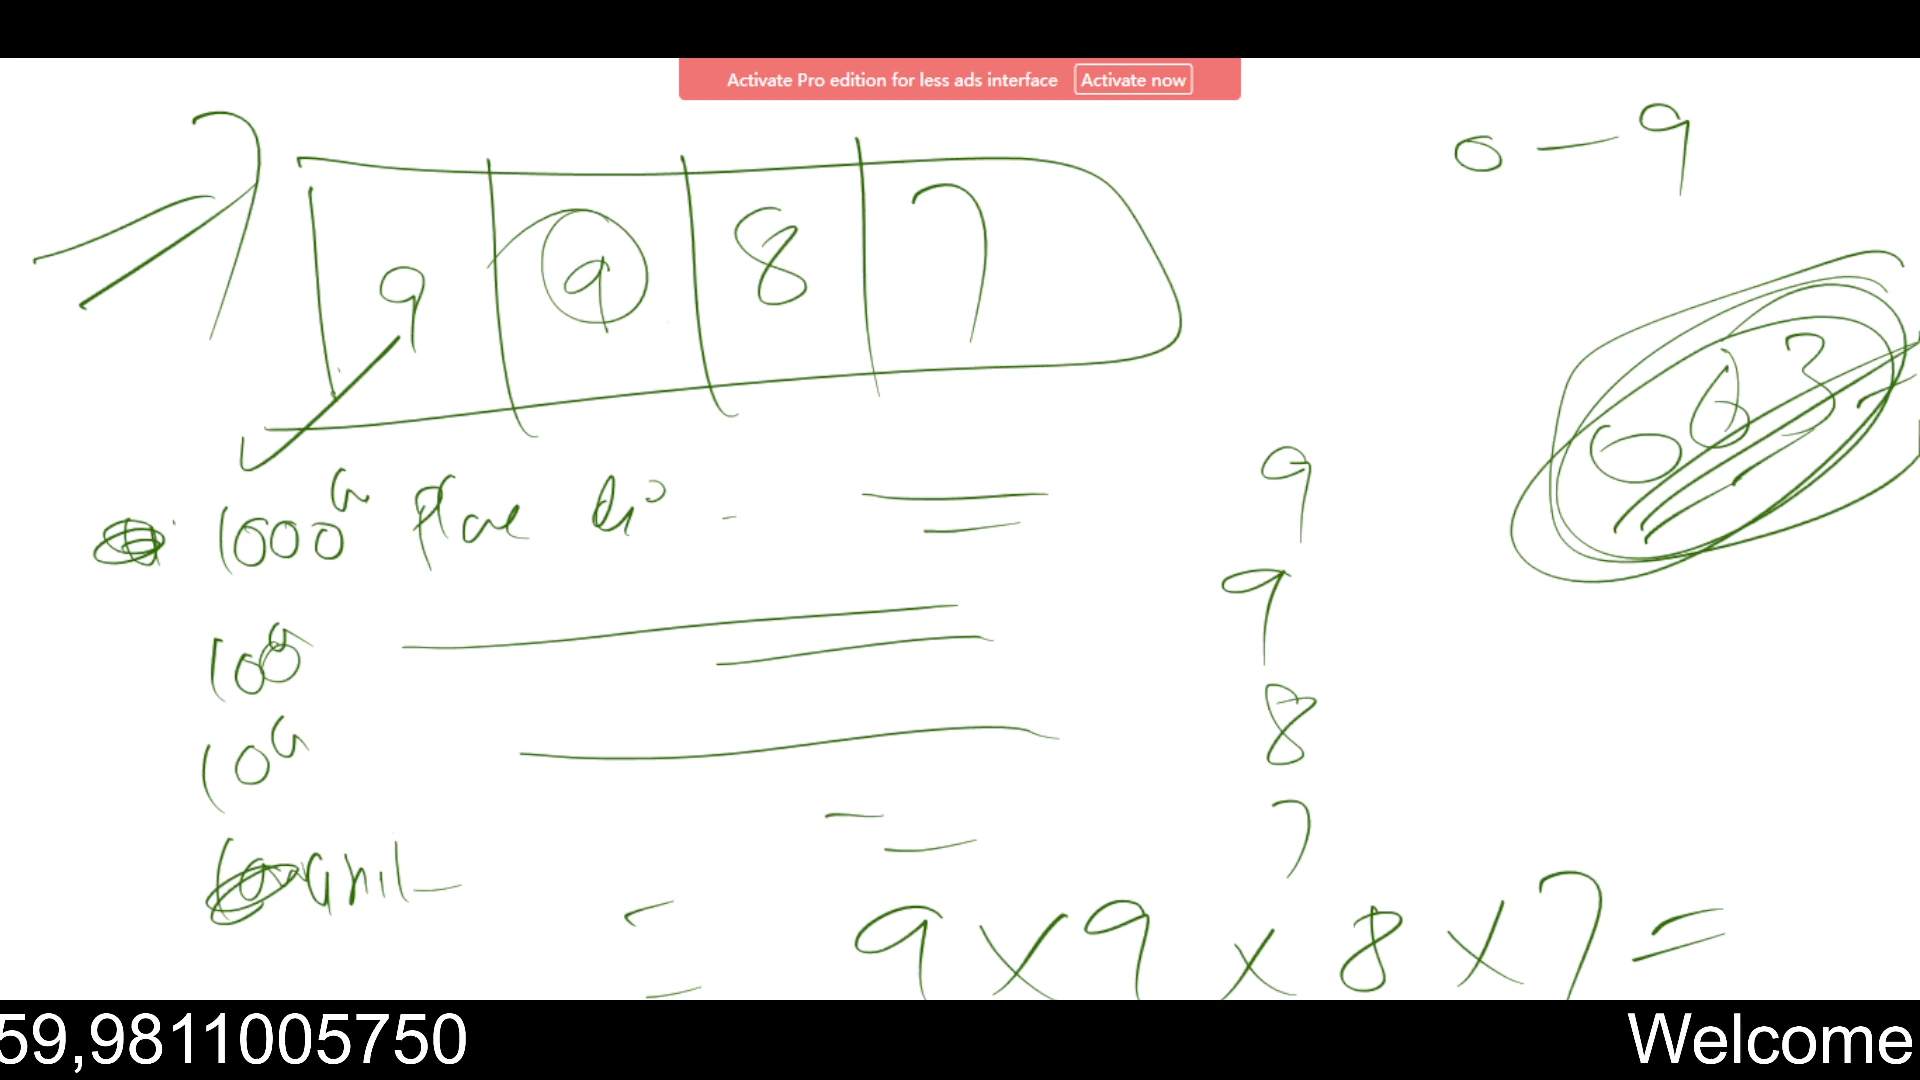 Activate Pro edition for less ads interface Activate now
0 — 9
9 9 8 7
1000 place 9
100 9
10 8
unit 7
= 9 × 9 × 8 × 7 =
59,9811005750
Welcome